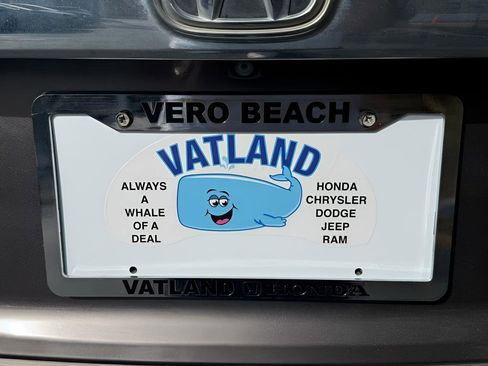 VERO BEACH
VATLAND
ALWAYS
A
WHALE
OF A
DEAL
HONDA
CHRYSLER
DODGE
JEEP
RAM
VATLAND HONDA